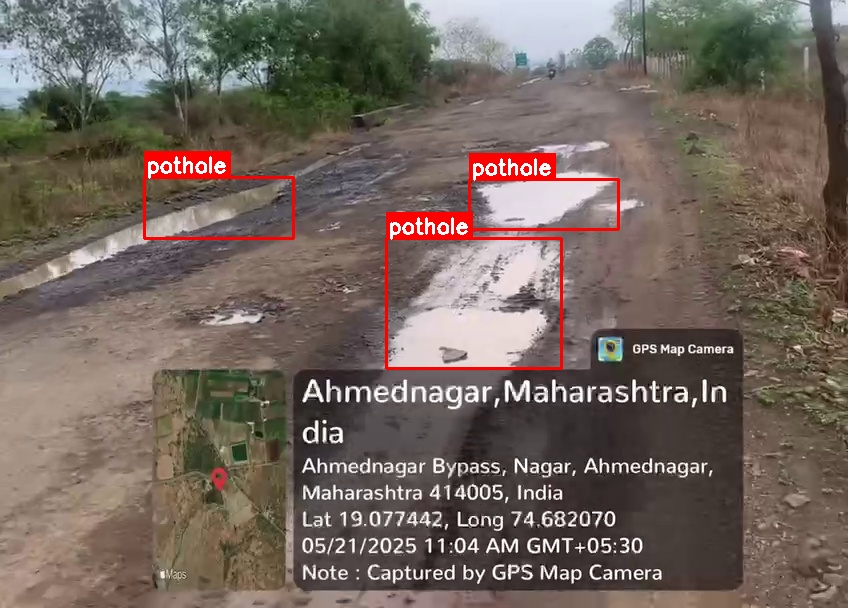 pothole
pothole
pothole
GPS Map Camera
Ahmednagar,Maharashtra,In
dia
Ahmednagar Bypass, Nagar, Ahmednagar,
Maharashtra 414005, India
Lat 19.077442, Long 74.682070
05/21/2025 11:04 AM GMT+05:30
Note : Captured by GPS Map Camera
Maps